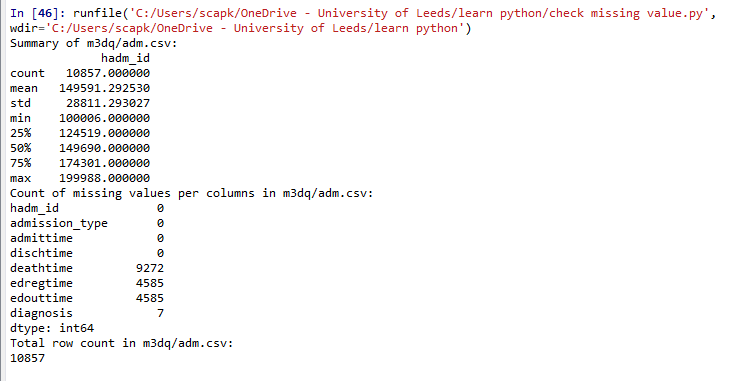 In [46]: runfile('C:/Users/scapk/OneDrive - University of Leeds/learn python/check missing value.py',
wdir='C:/Users/scapk/OneDrive - University of Leeds/learn python')
Summary of m3dq/adm.csv:
hadm_id
count 10857.000000
mean 149591.292530
std 28811.293027
min 100006.000000
25% 124519.000000
50% 149690.000000
75% 174301.000000
max 199988.000000
Count of missing values per columns in m3dq/adm.csv:
hadm_id 0
admission_type 0
admittime 0
dischtime 0
deathtime 9272
edregtime 4585
edouttime 4585
diagnosis 7
dtype: int64
Total row count in m3dq/adm.csv:
10857